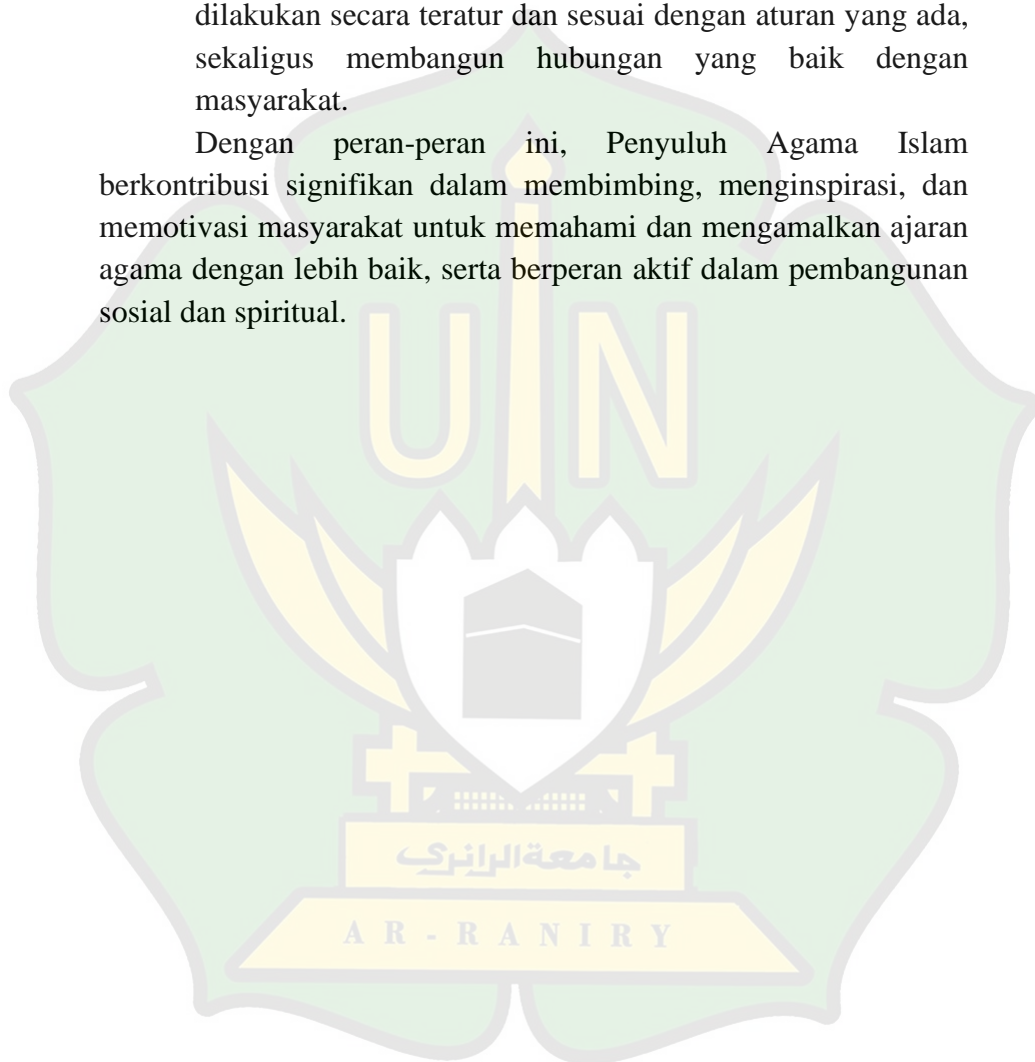 dilakukan secara teratur dan sesuai dengan aturan yang ada,
sekaligus membangun hubungan yang baik dengan
masyarakat.
Dengan peran-peran ini, Penyuluh Agama Islam
berkontribusi signifikan dalam membimbing, menginspirasi, dan
memotivasi masyarakat untuk memahami dan mengamalkan ajaran
agama dengan lebih baik, serta berperan aktif dalam pembangunan
sosial dan spiritual.
UIN
جامعة الرانري
AR-RANIRY